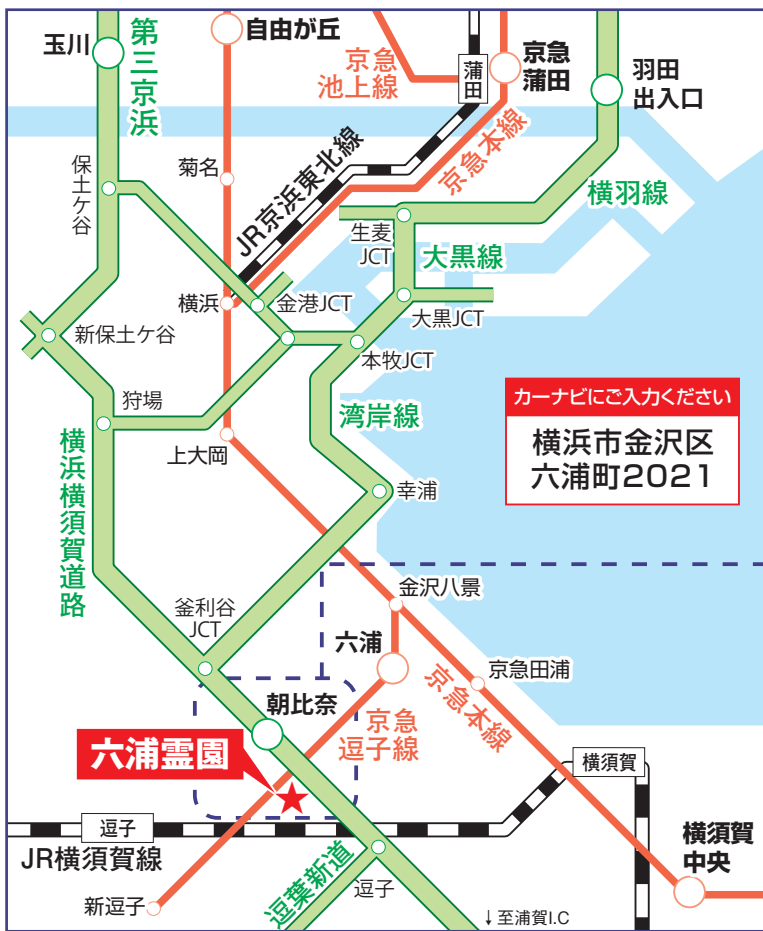 玉川
第三京浜
自由が丘
京急
池上線
蒲田
京急
蒲田
羽田
出入口
保土ケ谷
菊名
JR京浜東北線
京急本線
横羽線
生麦
JCT
大黒線
横浜
金港JCT
大黒JCT
新保土ケ谷
本牧JCT
狩場
湾岸線
上大岡
カーナビにご入力ください
横浜市金沢区
六浦町2021
横浜横須賀道路
幸浦
金沢八景
釜利谷
JCT
六浦
京急田浦
朝比奈
京急
逗子線
京急本線
六浦霊園
横須賀
逗子
JR横須賀線
横須賀
中央
新逗子
逗葉新道
逗子
↓至浦賀I.C